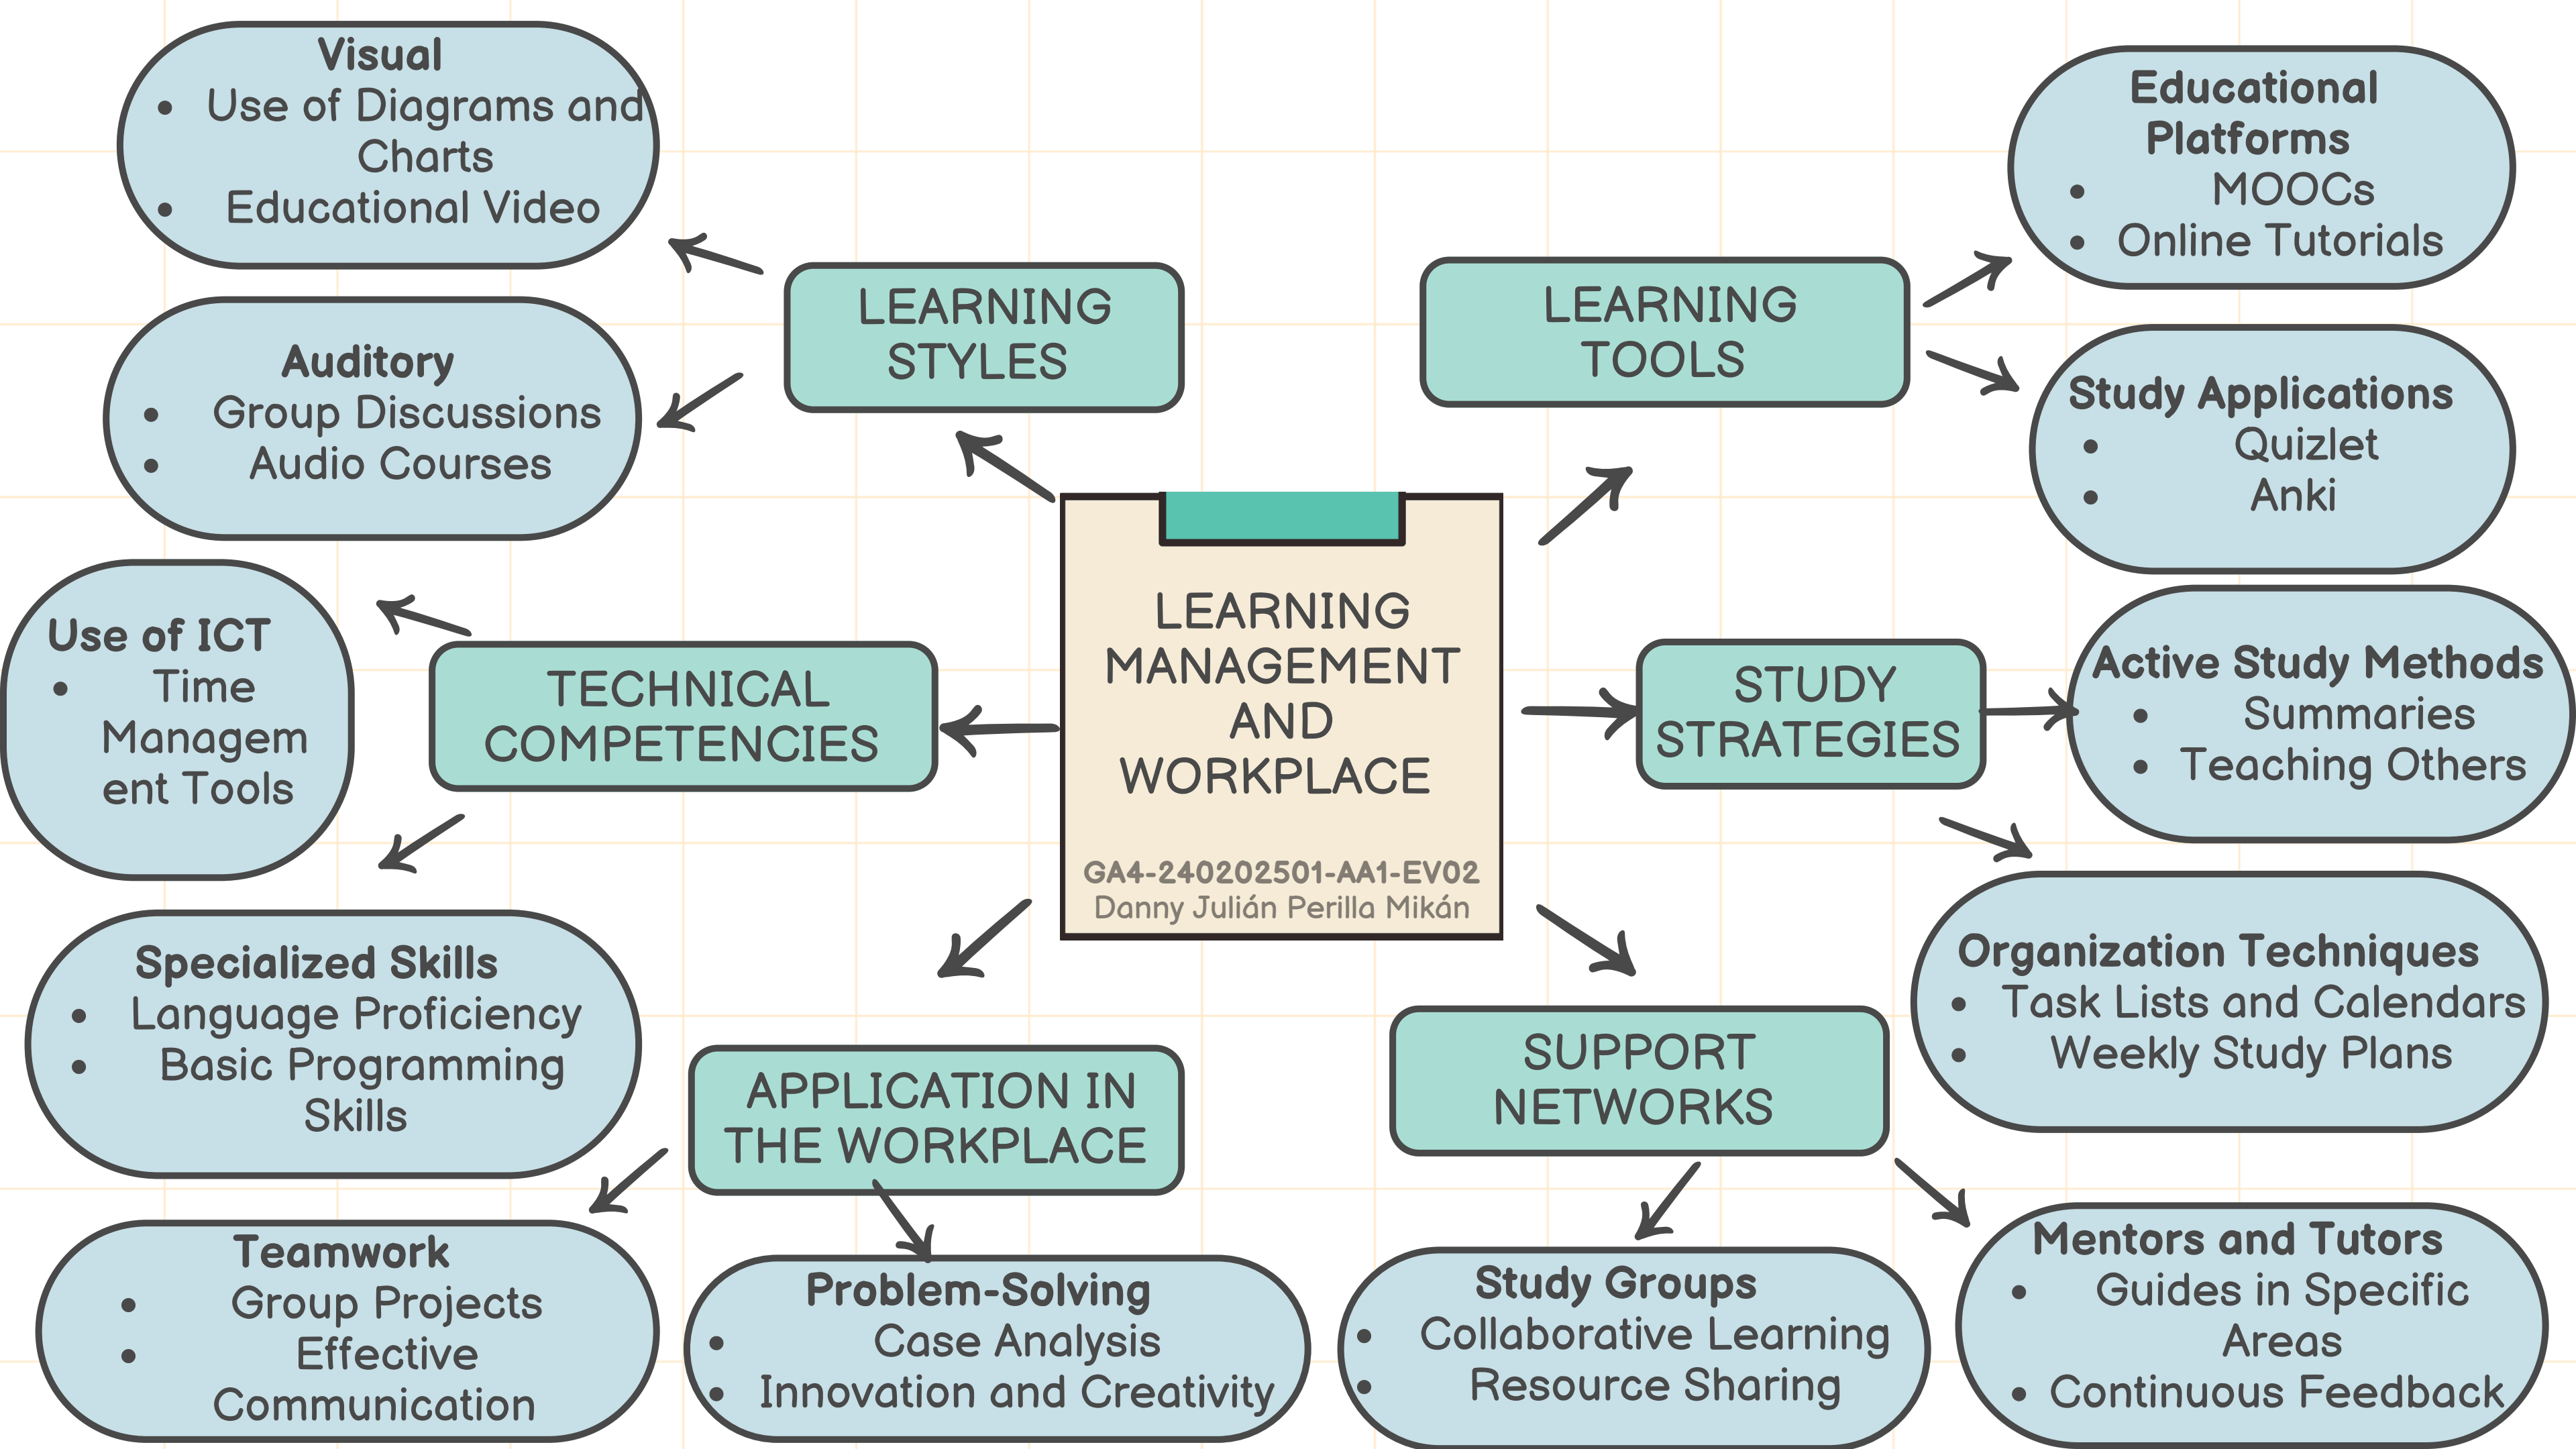 Visual
• Use of Diagrams and
Charts
• Educational Video
Auditory
• Group Discussions
• Audio Courses
LEARNING
STYLES
LEARNING
TOOLS
Educational
Platforms
• MOOCs
• Online Tutorials
Study Applications
• Quizlet
• Anki
Use of ICT
• Time
Managem
ent Tools
TECHNICAL
COMPETENCIES
Specialized Skills
• Language Proficiency
• Basic Programming
Skills
LEARNING
MANAGEMENT
AND
WORKPLACE
GA4-240202501-AA1-EV02
Danny Julián Perilla Mikán
STUDY
STRATEGIES
Active Study Methods
• Summaries
• Teaching Others
Organization Techniques
• Task Lists and Calendars
• Weekly Study Plans
APPLICATION IN
THE WORKPLACE
Teamwork
• Group Projects
• Effective
Communication
Problem-Solving
• Case Analysis
• Innovation and Creativity
SUPPORT
NETWORKS
Study Groups
• Collaborative Learning
• Resource Sharing
Mentors and Tutors
• Guides in Specific
Areas
• Continuous Feedback